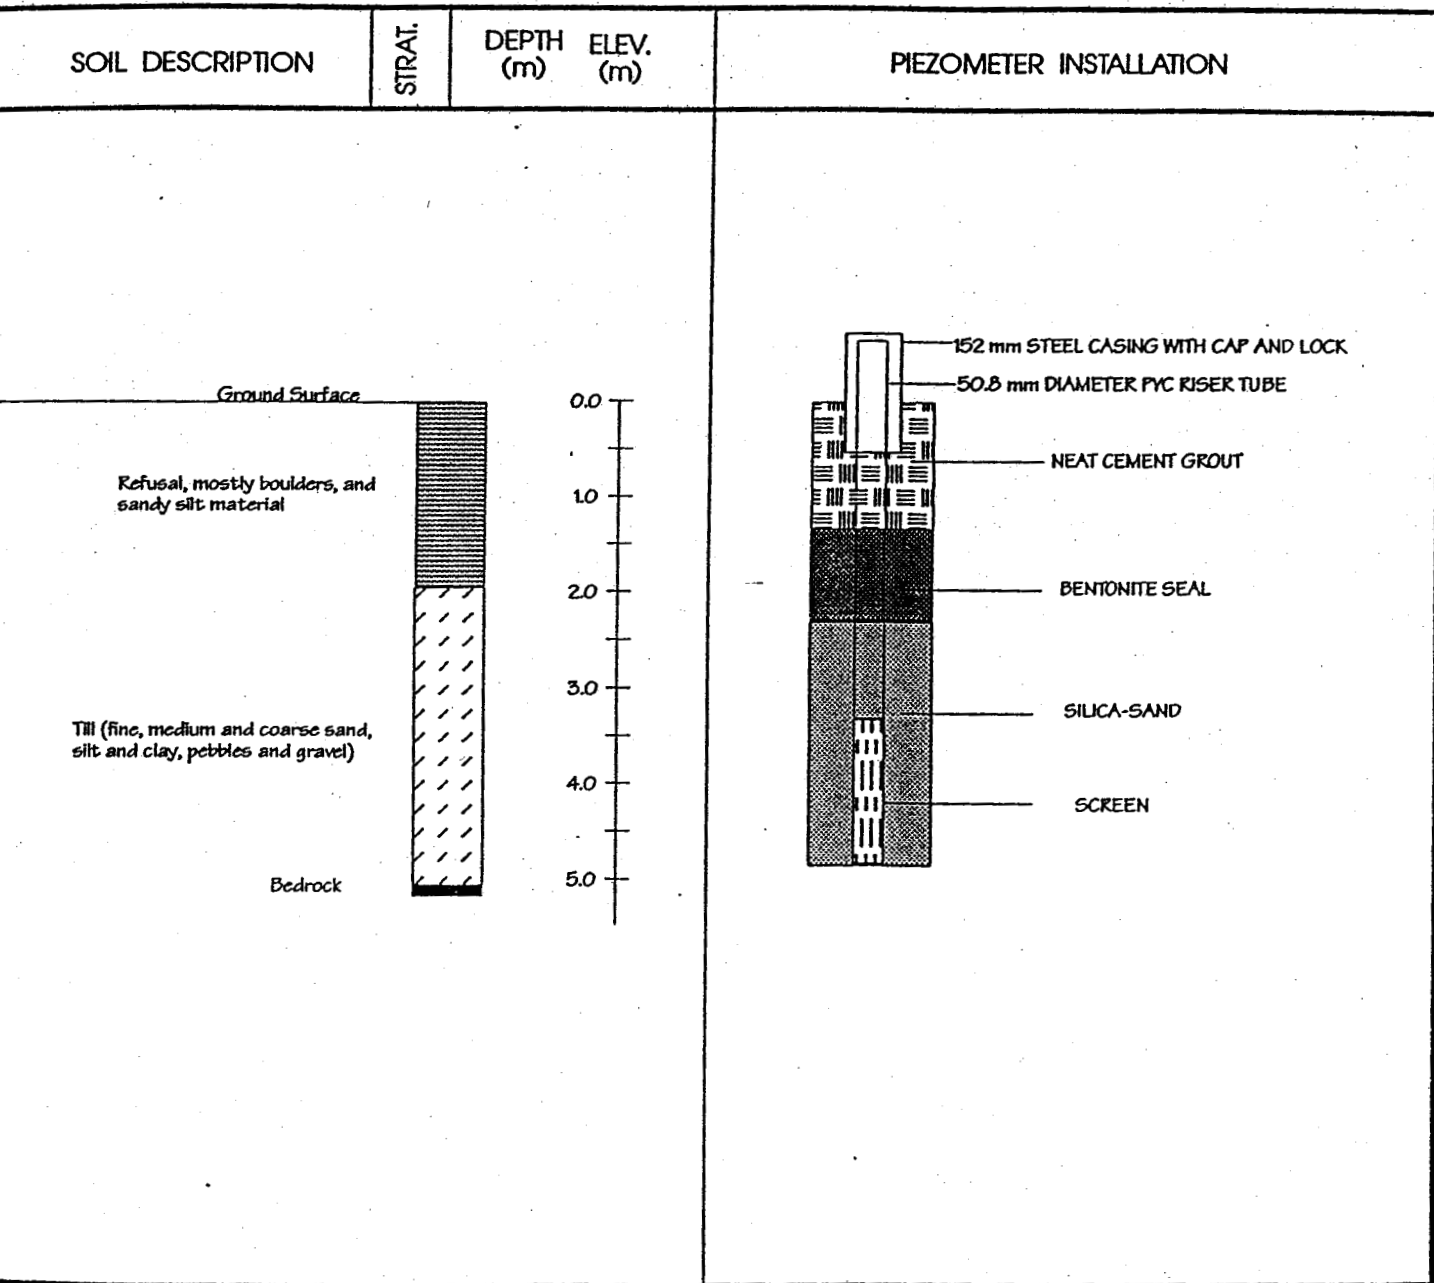 SOIL DESCRIPTION
STRAT.
DEPTH ELEV.
(m) (m)
PIEZOMETER INSTALLATION
152 mm STEEL CASING WITH CAP AND LOCK
50.8 mm DIAMETER PVC RISER TUBE
Ground Surface
0.0
NEAT CEMENT GROUT
Refusal, mostly boulders, and
sandy silt material
1.0
BENTONITE SEAL
2.0
3.0
SILICA-SAND
Till (fine, medium and coarse sand,
silt and clay, pebbles and gravel)
4.0
SCREEN
5.0
Bedrock